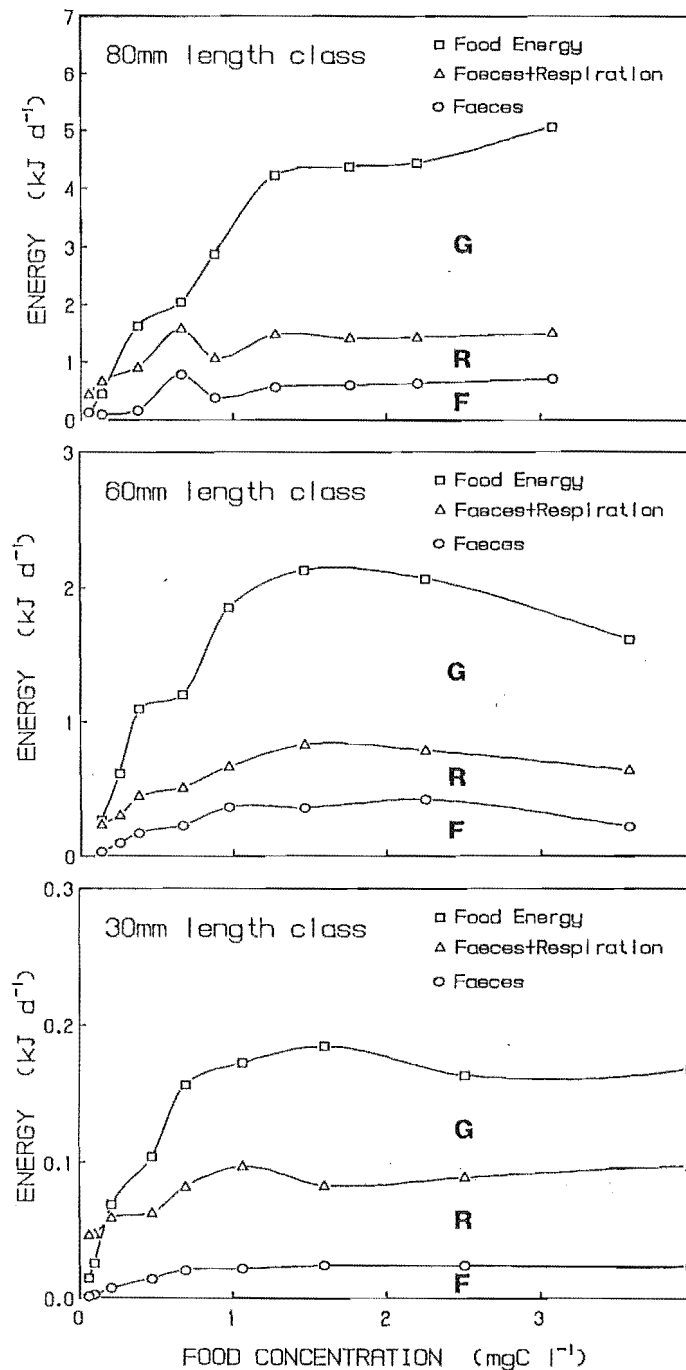 7
80mm length class
□ Food Energy
6
△ Faeces+Respiration
○ Faeces
5
4
ENERGY (kJ d⁻¹)
G
3
2
R
1
F
0
3
60mm length class
□ Food Energy
△ Faeces+Respiration
○ Faeces
2
ENERGY (kJ d⁻¹)
G
1
R
F
0
0.3
30mm length class
□ Food Energy
△ Faeces+Respiration
○ Faeces
0.2
ENERGY (kJ d⁻¹)
G
0.1
R
F
0.0
0 1 2 3
FOOD CONCENTRATION (mgC l⁻¹)